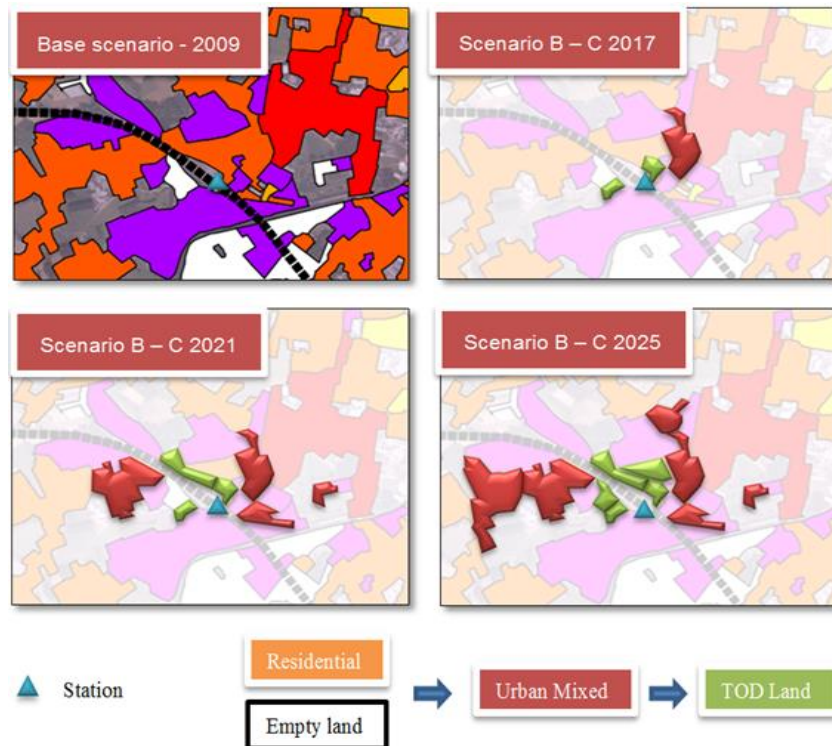 Base scenario - 2009
Scenario B – C 2017
Scenario B – C 2021
Scenario B – C 2025
Station
Residential
Empty land
Urban Mixed
TOD Land